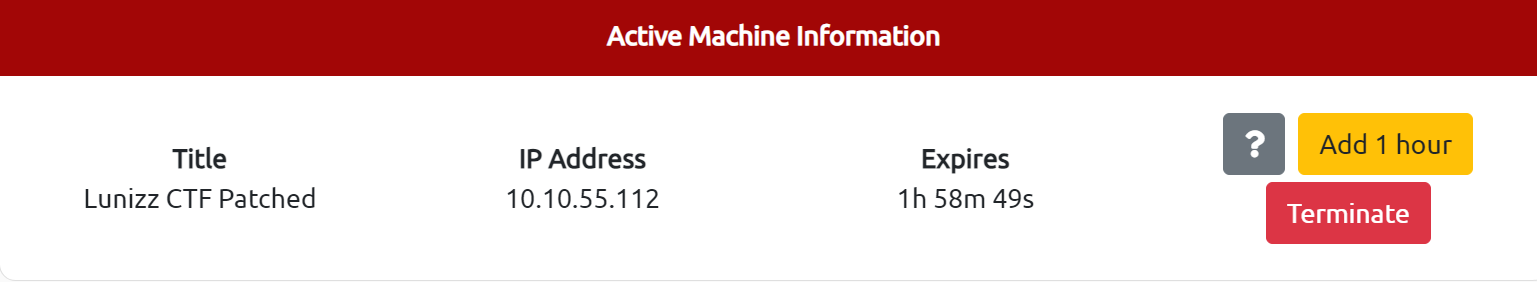 Active Machine Information
Title
Lunizz CTF Patched
IP Address
10.10.55.112
Expires
1h 58m 49s
?
Add 1 hour
Terminate